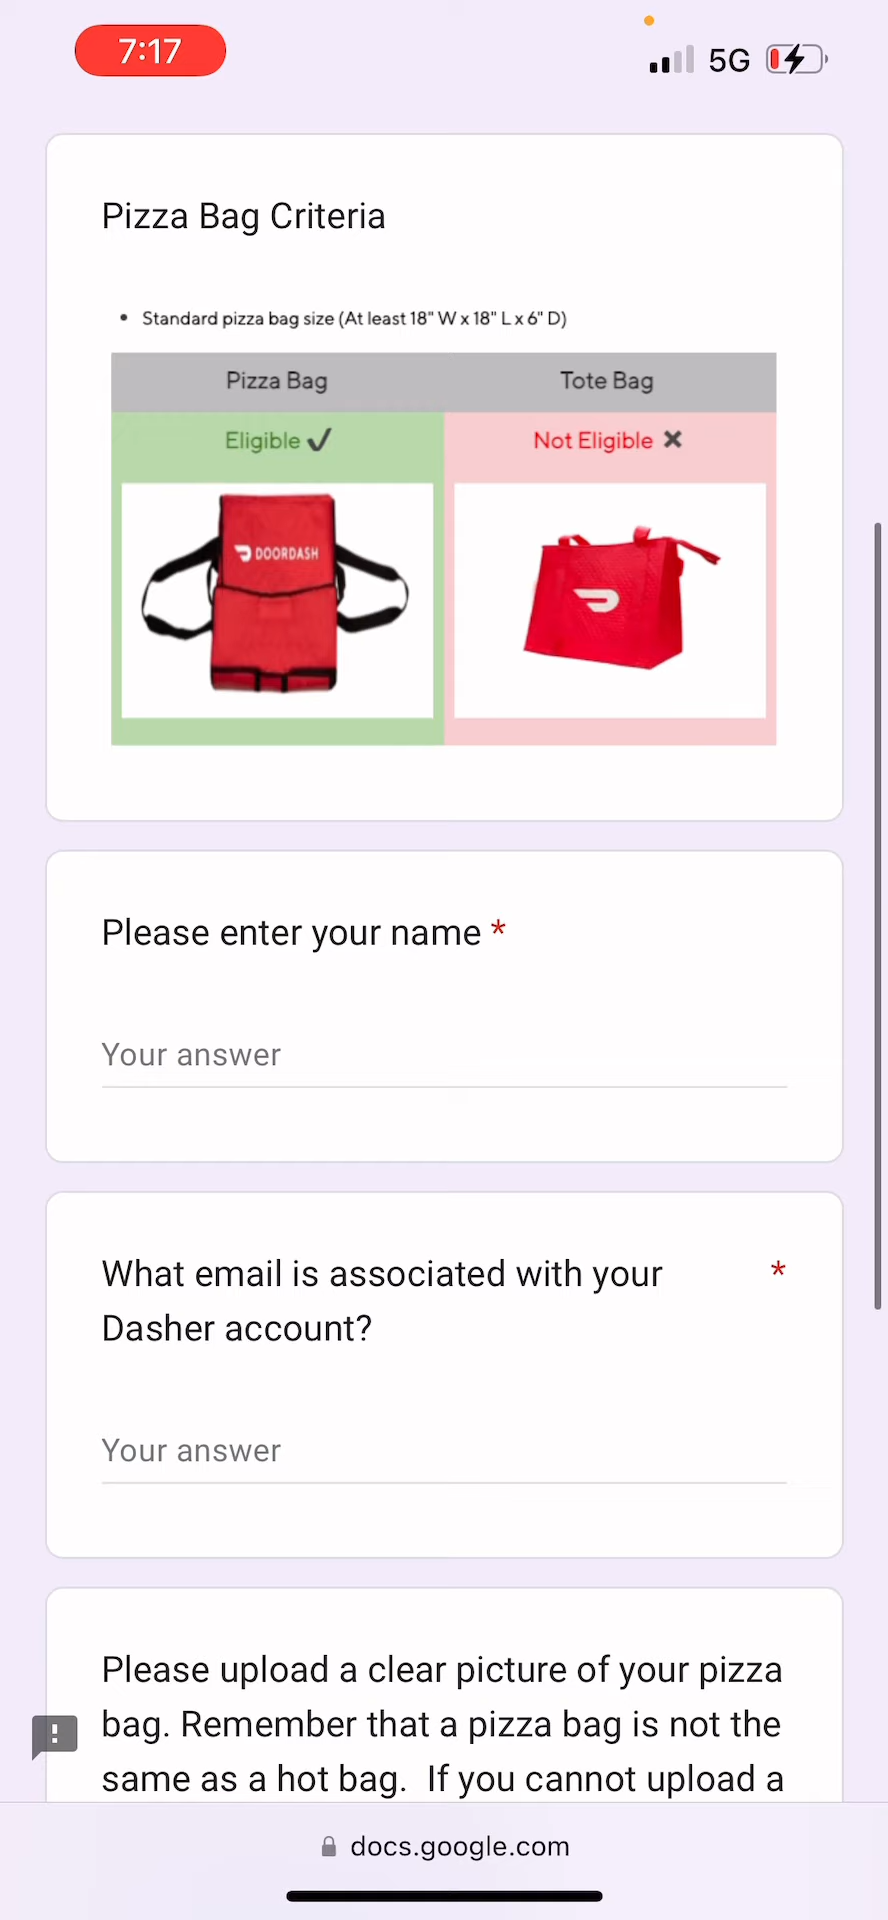 7:17
5G
Pizza Bag Criteria
• Standard pizza bag size (At least 18" W x 18" L x 6" D)
Pizza Bag
Tote Bag
Eligible ✓
Not Eligible ✕
DOORDASH
Please enter your name *
Your answer
What email is associated with your *
Dasher account?
Your answer
Please upload a clear picture of your pizza
bag. Remember that a pizza bag is not the
same as a hot bag.  If you cannot upload a
docs.google.com